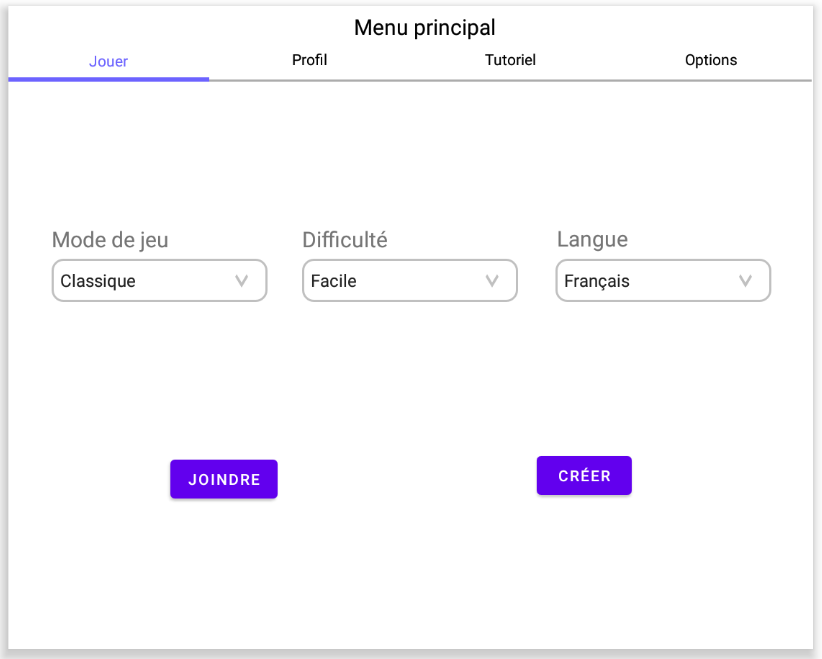 Menu principal
Jouer Profil Tutoriel Options
Mode de jeu Difficulté Langue
Classique Facile Français
JOINDRE CRÉER